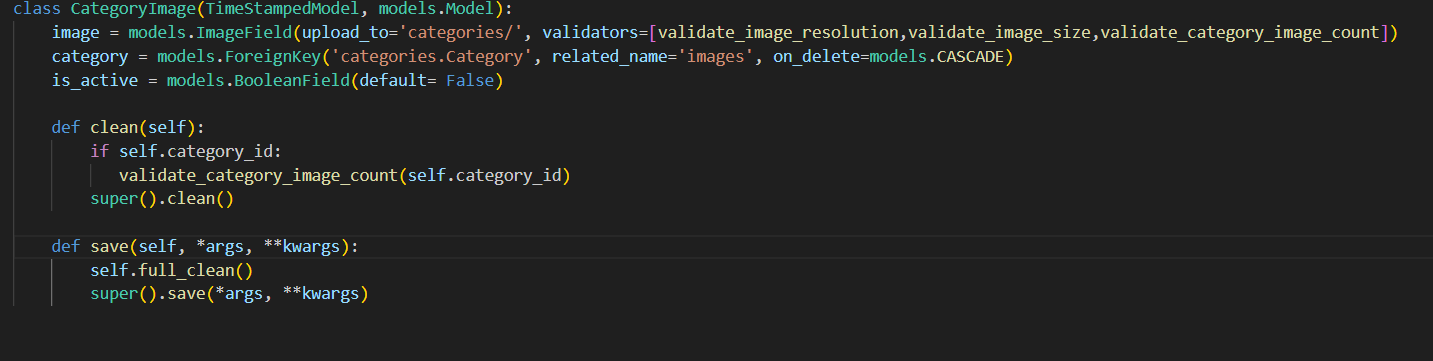 class CategoryImage(TimeStampedModel, models.Model):
    image = models.ImageField(upload_to='categories/', validators=[validate_image_resolution,validate_image_size,validate_category_image_count])
    category = models.ForeignKey('categories.Category', related_name='images', on_delete=models.CASCADE)
    is_active = models.BooleanField(default= False)

    def clean(self):
        if self.category_id:
           validate_category_image_count(self.category_id)
        super().clean()

    def save(self, *args, **kwargs):
        self.full_clean()
        super().save(*args, **kwargs)